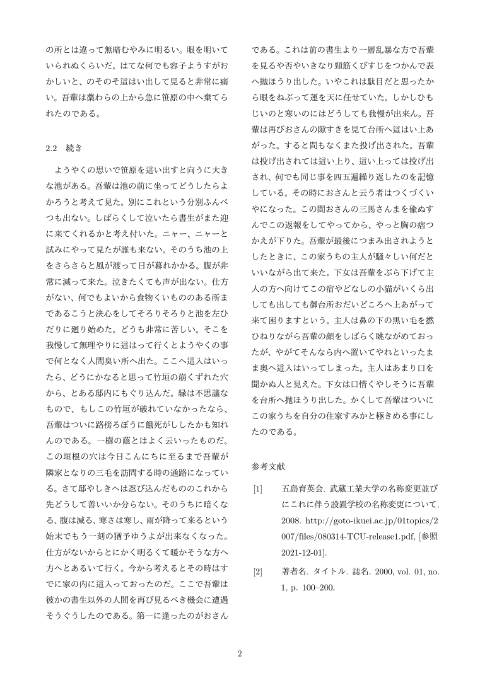 の所とは違って無暗むやみに明るい。眼を明いて
いられぬくらいだ。はてな何でも容子ようすがお
かしいと、のそのそ這はい出して見ると非常に痛
い。吾輩は藁わらの上から急に笹原の中へ棄てら
れたのである。
2.2 続き
ようやくの思いで笹原を這い出すと向うに大き
な池がある。吾輩は池の前に坐ってどうしたらよ
かろうと考えて見た。別にこれという分別ふんべ
つも出ない。しばらくして泣いたら書生がまた迎
に来てくれるかと考え付いた。ニャー、ニャーと
試みにやって見たが誰も来ない。そのうち池の上
をさらさらと風が渡って日が暮れかかる。腹が非
常に減って来た。泣きたくても声が出ない。仕方
がない、何でもよいから食物くいもののある所ま
であるこうと決心をしてそろりそろりと池を左ひ
だりに廻り始めた。どうも非常に苦しい。そこを
我慢して無理やりに這はって行くとようやくの事
で何となく人間臭い所へ出た。ここへ這入はいっ
たら、どうにかなると思って竹垣の崩くずれた穴
から、とある邸内にもぐり込んだ。縁は不思議な
もので、もしこの竹垣が破れていなかったなら、
吾輩はついに路傍ろぼうに餓死がししたかも知れ
んのである。一樹の蔭とはよく云いったものだ。
この垣根の穴は今日こんにちに至るまで吾輩が
隣家となりの三毛を訪問する時の通路になってい
る。さて邸やしきへは忍び込んだもののこれから
先どうして善いいか分らない。そのうちに暗くな
る、腹は減る、寒さは寒し、雨が降って来るという
始末でもう一刻の猶予ゆうよが出来なくなった。
仕方がないからとにかく明るくて暖かそうな方へ
方へとあるいて行く。今から考えるとその時はす
でに家の内に這入っておったのだ。ここで吾輩は
彼かの書生以外の人間を再び見るべき機会に遭遇
そうぐうしたのである。第一に逢ったのがおさん
である。これは前の書生より一層乱暴な方で吾輩
を見るや否やいきなり頸筋くびすじをつかんで表
へ抛ほうり出した。いやこれは駄目だと思ったか
ら眼をねぶって運を天に任せていた。しかしひも
じいのと寒いのにはどうしても我慢が出来ん。吾
輩は再びおさんの隙すきを見て台所へ這はい上あ
がった。すると間もなくまた投げ出された。吾輩
は投げ出されては這い上り、這い上っては投げ出
され、何でも同じ事を四五遍繰り返したのを記憶
している。その時におさんと云う者はつくづくい
やになった。この間おさんの三馬さんまを偸ぬす
んでこの返報をしてやってから、やっと胸の痞つ
かえが下りた。吾輩が最後につまみ出されようと
したときに、この家うちの主人が騒々しい何だと
いいながら出て来た。下女は吾輩をぶら下げて主
人の方へ向けてこの宿やどなしの小猫がいくら出
しても出しても御台所おだいどころへ上あがって
来て困りますという。主人は鼻の下の黒い毛を撚
ひねりながら吾輩の顔をしばらく眺ながめておっ
たが、やがてそんなら内へ置いてやれといったま
ま奥へ這入はいってしまった。主人はあまり口を
聞かぬ人と見えた。下女は口惜くやしそうに吾輩
を台所へ抛ほうり出した。かくして吾輩はついに
この家うちを自分の住家すみかと極きめる事にし
たのである。
参考文献
[1] 五島育英会. 武蔵工業大学の名称変更並び
にこれに伴う設置学校の名称変更について.
2008. http://goto-ikuei.ac.jp/01topics/2
007/files/080314-TCU-release1.pdf, [参照
2021-12-01].
[2] 著者名. タイトル. 誌名. 2000, vol. 01, no.
1, p. 100–200.
2